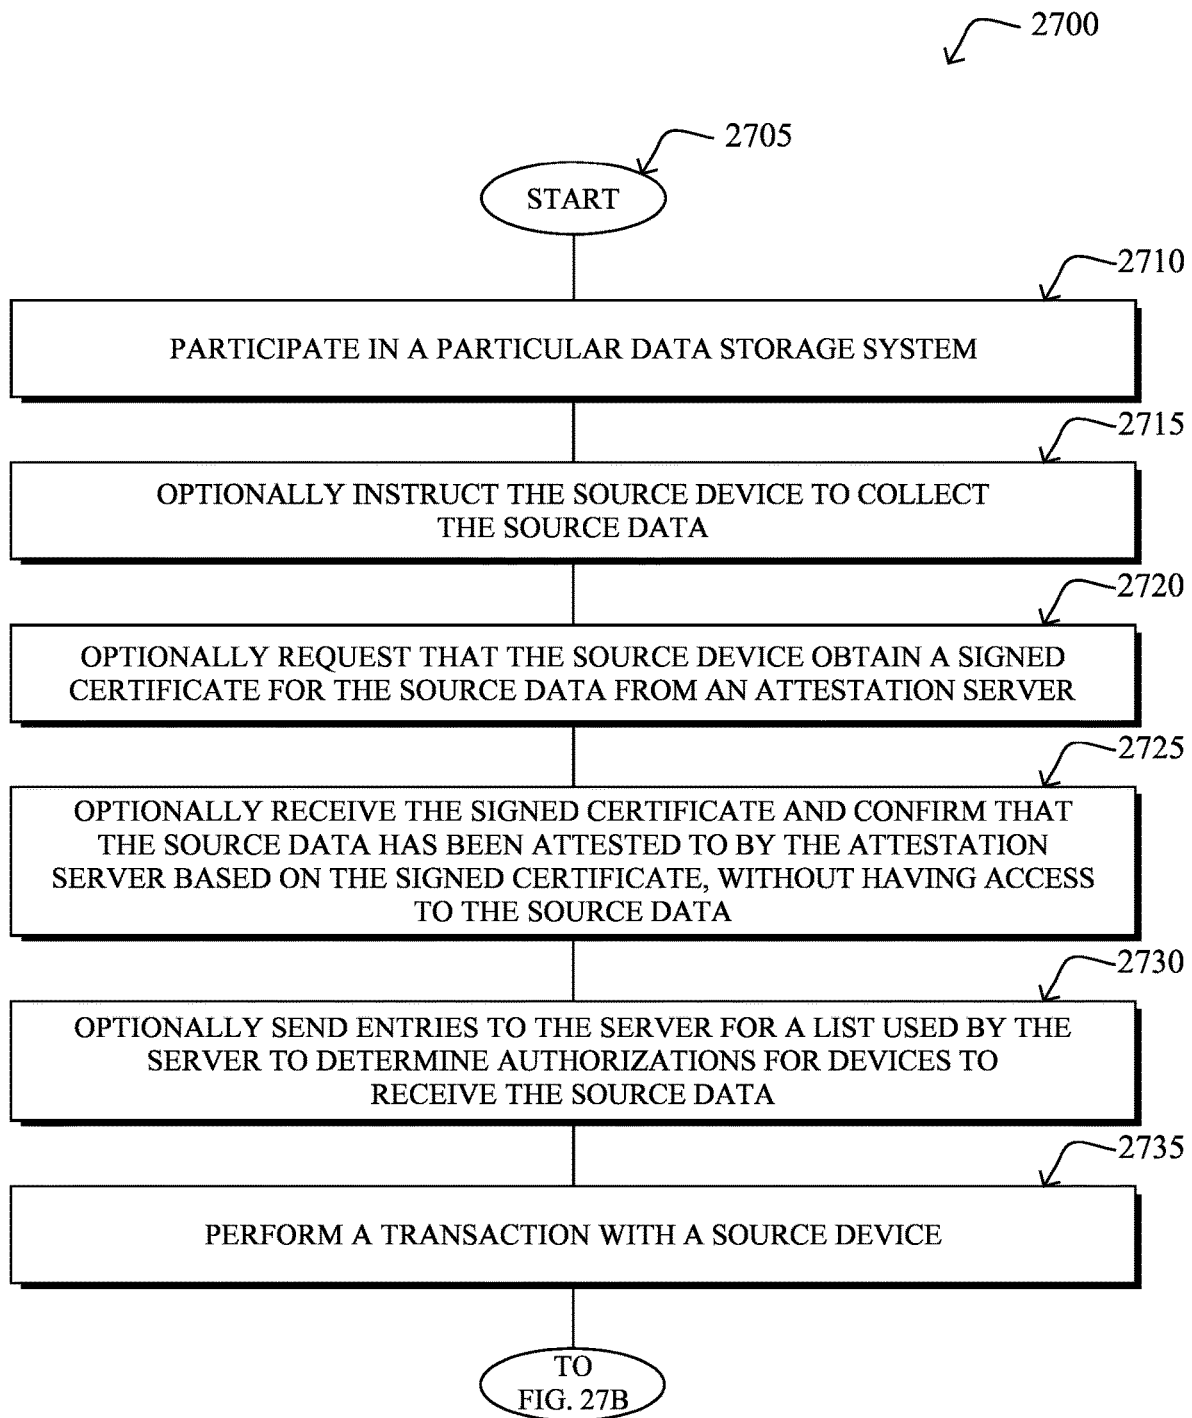 2700
2705
START
2710
PARTICIPATE IN A PARTICULAR DATA STORAGE SYSTEM
2715
OPTIONALLY INSTRUCT THE SOURCE DEVICE TO COLLECT
THE SOURCE DATA
2720
OPTIONALLY REQUEST THAT THE SOURCE DEVICE OBTAIN A SIGNED
CERTIFICATE FOR THE SOURCE DATA FROM AN ATTESTATION SERVER
2725
OPTIONALLY RECEIVE THE SIGNED CERTIFICATE AND CONFIRM THAT
THE SOURCE DATA HAS BEEN ATTESTED TO BY THE ATTESTATION
SERVER BASED ON THE SIGNED CERTIFICATE, WITHOUT HAVING ACCESS
TO THE SOURCE DATA
2730
OPTIONALLY SEND ENTRIES TO THE SERVER FOR A LIST USED BY THE
SERVER TO DETERMINE AUTHORIZATIONS FOR DEVICES TO
RECEIVE THE SOURCE DATA
2735
PERFORM A TRANSACTION WITH A SOURCE DEVICE
TO
FIG. 27B